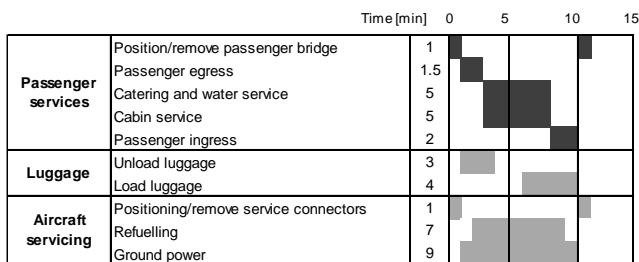 Time [min] 0 5 10 15
Passenger services
Position/remove passenger bridge 1
Passenger egress 1.5
Catering and water service 5
Cabin service 5
Passenger ingress 2
Luggage
Unload luggage 3
Load luggage 4
Aircraft servicing
Positioning/remove service connectors 1
Refuelling 7
Ground power 9